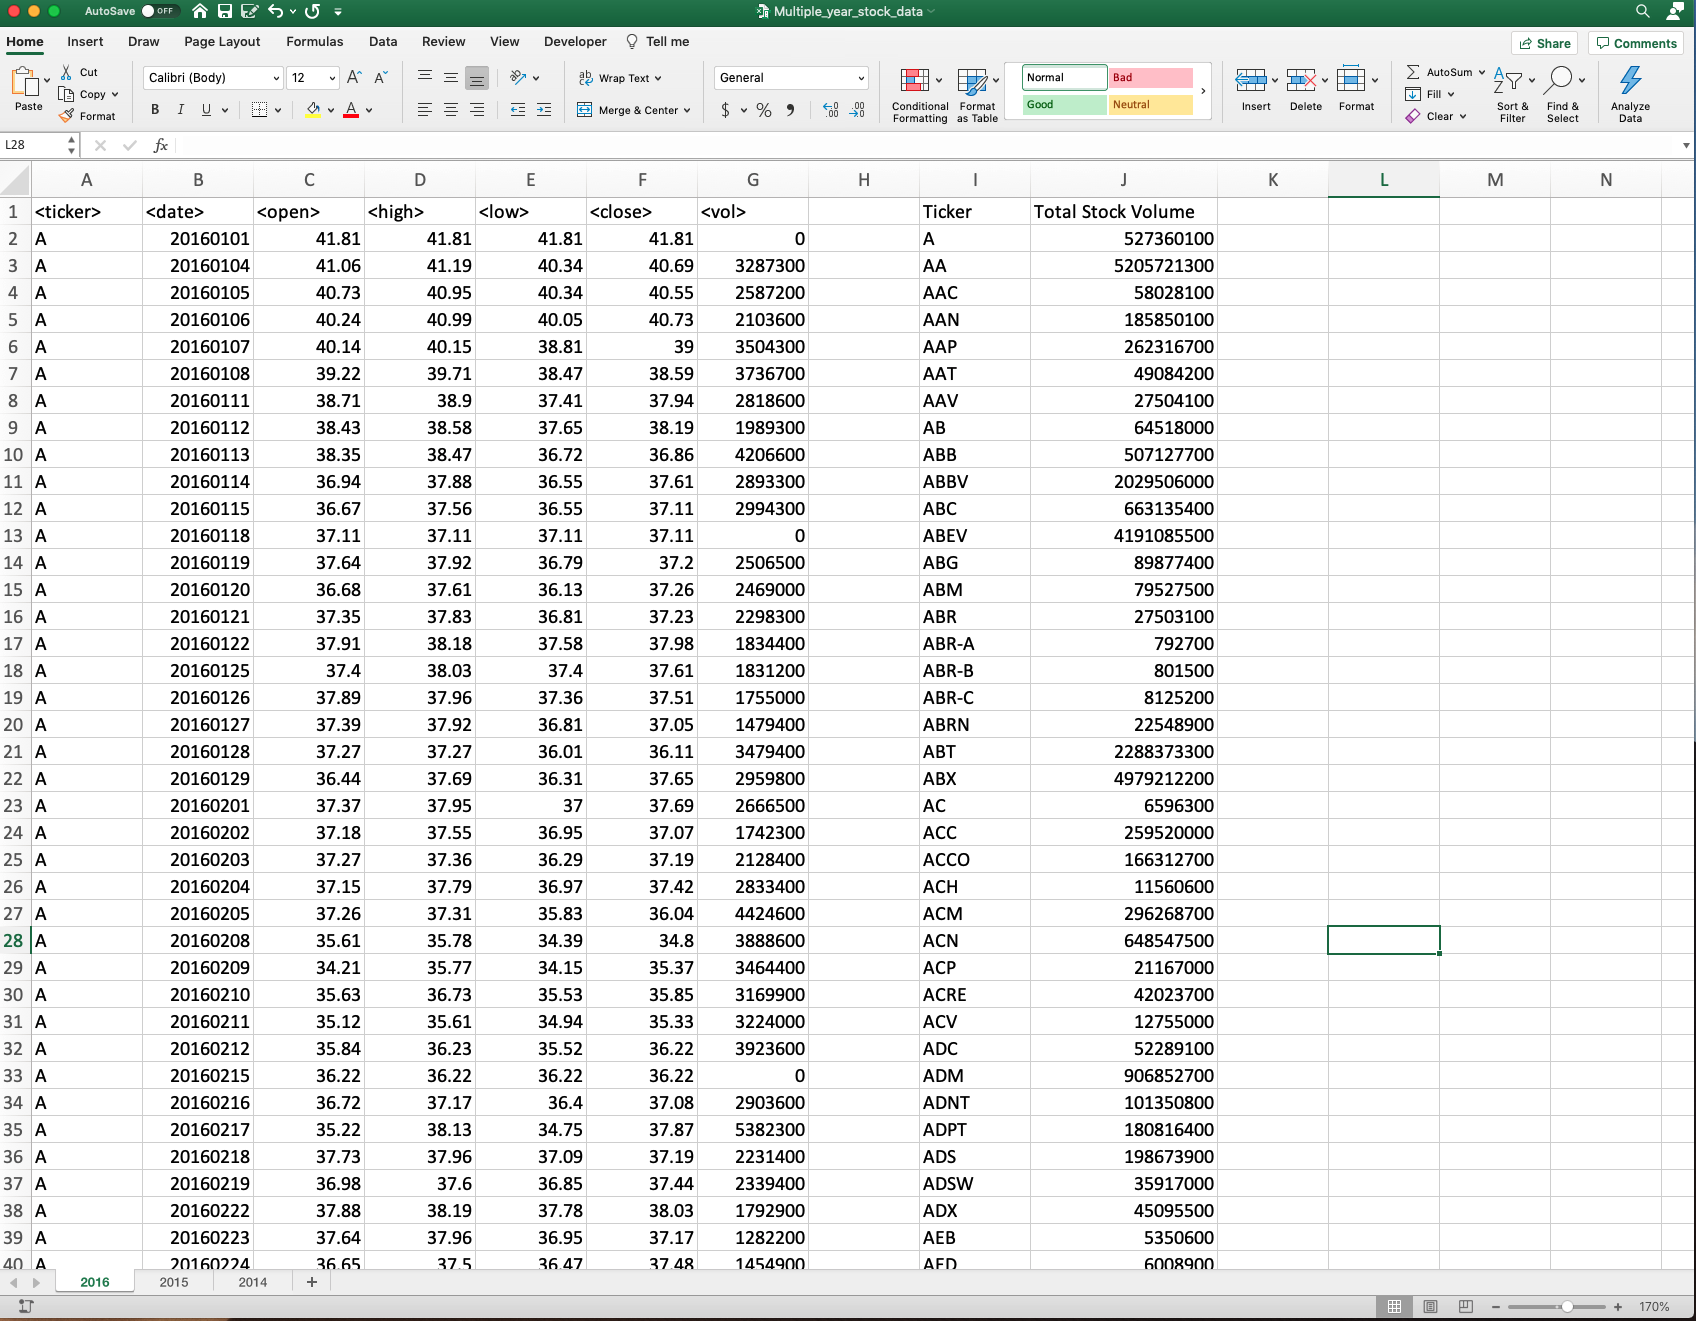 AutoSave OFF Multiple_year_stock_data
Home Insert Draw Page Layout Formulas Data Review View Developer Tell me Share Comments
Paste Cut Copy Format
Calibri (Body) 12 A A
B I U A
ab Wrap Text
Merge & Center
General
$ % 9 .00 .00
Conditional Formatting Format as Table
Normal Bad
Good Neutral
Insert Delete Format
AutoSum Fill Clear
Sort & Filter Find & Select Analyze Data
L28 fx
A B C D E F G H I J K L M N
1 <ticker> <date> <open> <high> <low> <close> <vol> Ticker Total Stock Volume
2 A 20160101 41.81 41.81 41.81 41.81 0 A 527360100
3 A 20160104 41.06 41.19 40.34 40.69 3287300 AA 5205721300
4 A 20160105 40.73 40.95 40.34 40.55 2587200 AAC 58028100
5 A 20160106 40.24 40.99 40.05 40.73 2103600 AAN 185850100
6 A 20160107 40.14 40.15 38.81 39 3504300 AAP 262316700
7 A 20160108 39.22 39.71 38.47 38.59 3736700 AAT 49084200
8 A 20160111 38.71 38.9 37.41 37.94 2818600 AAV 27504100
9 A 20160112 38.43 38.58 37.65 38.19 1989300 AB 64518000
10 A 20160113 38.35 38.47 36.72 36.86 4206600 ABB 507127700
11 A 20160114 36.94 37.88 36.55 37.61 2893300 ABBV 2029506000
12 A 20160115 36.67 37.56 36.55 37.11 2994300 ABC 663135400
13 A 20160118 37.11 37.11 37.11 37.11 0 ABEV 4191085500
14 A 20160119 37.64 37.92 36.79 37.2 2506500 ABG 89877400
15 A 20160120 36.68 37.61 36.13 37.26 2469000 ABM 79527500
16 A 20160121 37.35 37.83 36.81 37.23 2298300 ABR 27503100
17 A 20160122 37.91 38.18 37.58 37.98 1834400 ABR-A 792700
18 A 20160125 37.4 38.03 37.4 37.61 1831200 ABR-B 801500
19 A 20160126 37.89 37.96 37.36 37.51 1755000 ABR-C 8125200
20 A 20160127 37.39 37.92 36.81 37.05 1479400 ABRN 22548900
21 A 20160128 37.27 37.27 36.01 36.11 3479400 ABT 2288373300
22 A 20160129 36.44 37.69 36.31 37.65 2959800 ABX 4979212200
23 A 20160201 37.37 37.95 37 37.69 2666500 AC 6596300
24 A 20160202 37.18 37.55 36.95 37.07 1742300 ACC 259520000
25 A 20160203 37.27 37.36 36.29 37.19 2128400 ACCO 166312700
26 A 20160204 37.15 37.79 36.97 37.42 2833400 ACH 11560600
27 A 20160205 37.26 37.31 35.83 36.04 4424600 ACM 296268700
28 A 20160208 35.61 35.78 34.39 34.8 3888600 ACN 648547500
29 A 20160209 34.21 35.77 34.15 35.37 3464400 ACP 21167000
30 A 20160210 35.63 36.73 35.53 35.85 3169900 ACRE 42023700
31 A 20160211 35.12 35.61 34.94 35.33 3224000 ACV 12755000
32 A 20160212 35.84 36.23 35.52 36.22 3923600 ADC 52289100
33 A 20160215 36.22 36.22 36.22 36.22 0 ADM 906852700
34 A 20160216 36.72 37.17 36.4 37.08 2903600 ADNT 101350800
35 A 20160217 35.22 38.13 34.75 37.87 5382300 ADPT 180816400
36 A 20160218 37.73 37.96 37.09 37.19 2231400 ADS 198673900
37 A 20160219 36.98 37.6 36.85 37.44 2339400 ADSW 35917000
38 A 20160222 37.88 38.19 37.78 38.03 1792900 ADX 45095500
39 A 20160223 37.64 37.96 36.95 37.17 1282200 AEB 5350600
40 A 20160224 36.65 37.5 36.47 37.48 1454900 AED 6008900
2016 2015 2014 +
170%